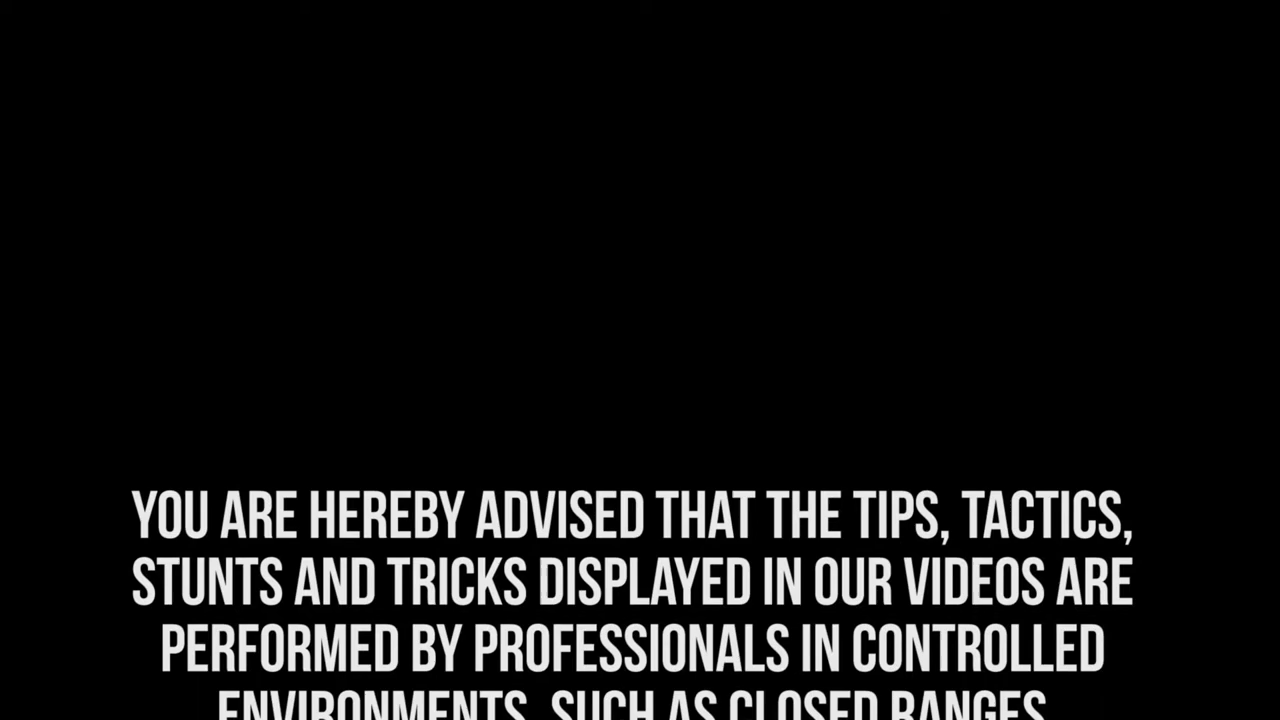 YOU ARE HEREBY ADVISED THAT THE TIPS, TACTICS,
STUNTS AND TRICKS DISPLAYED IN OUR VIDEOS ARE
PERFORMED BY PROFESSIONALS IN CONTROLLED
ENVIRONMENTS, SUCH AS CLOSED RANGES